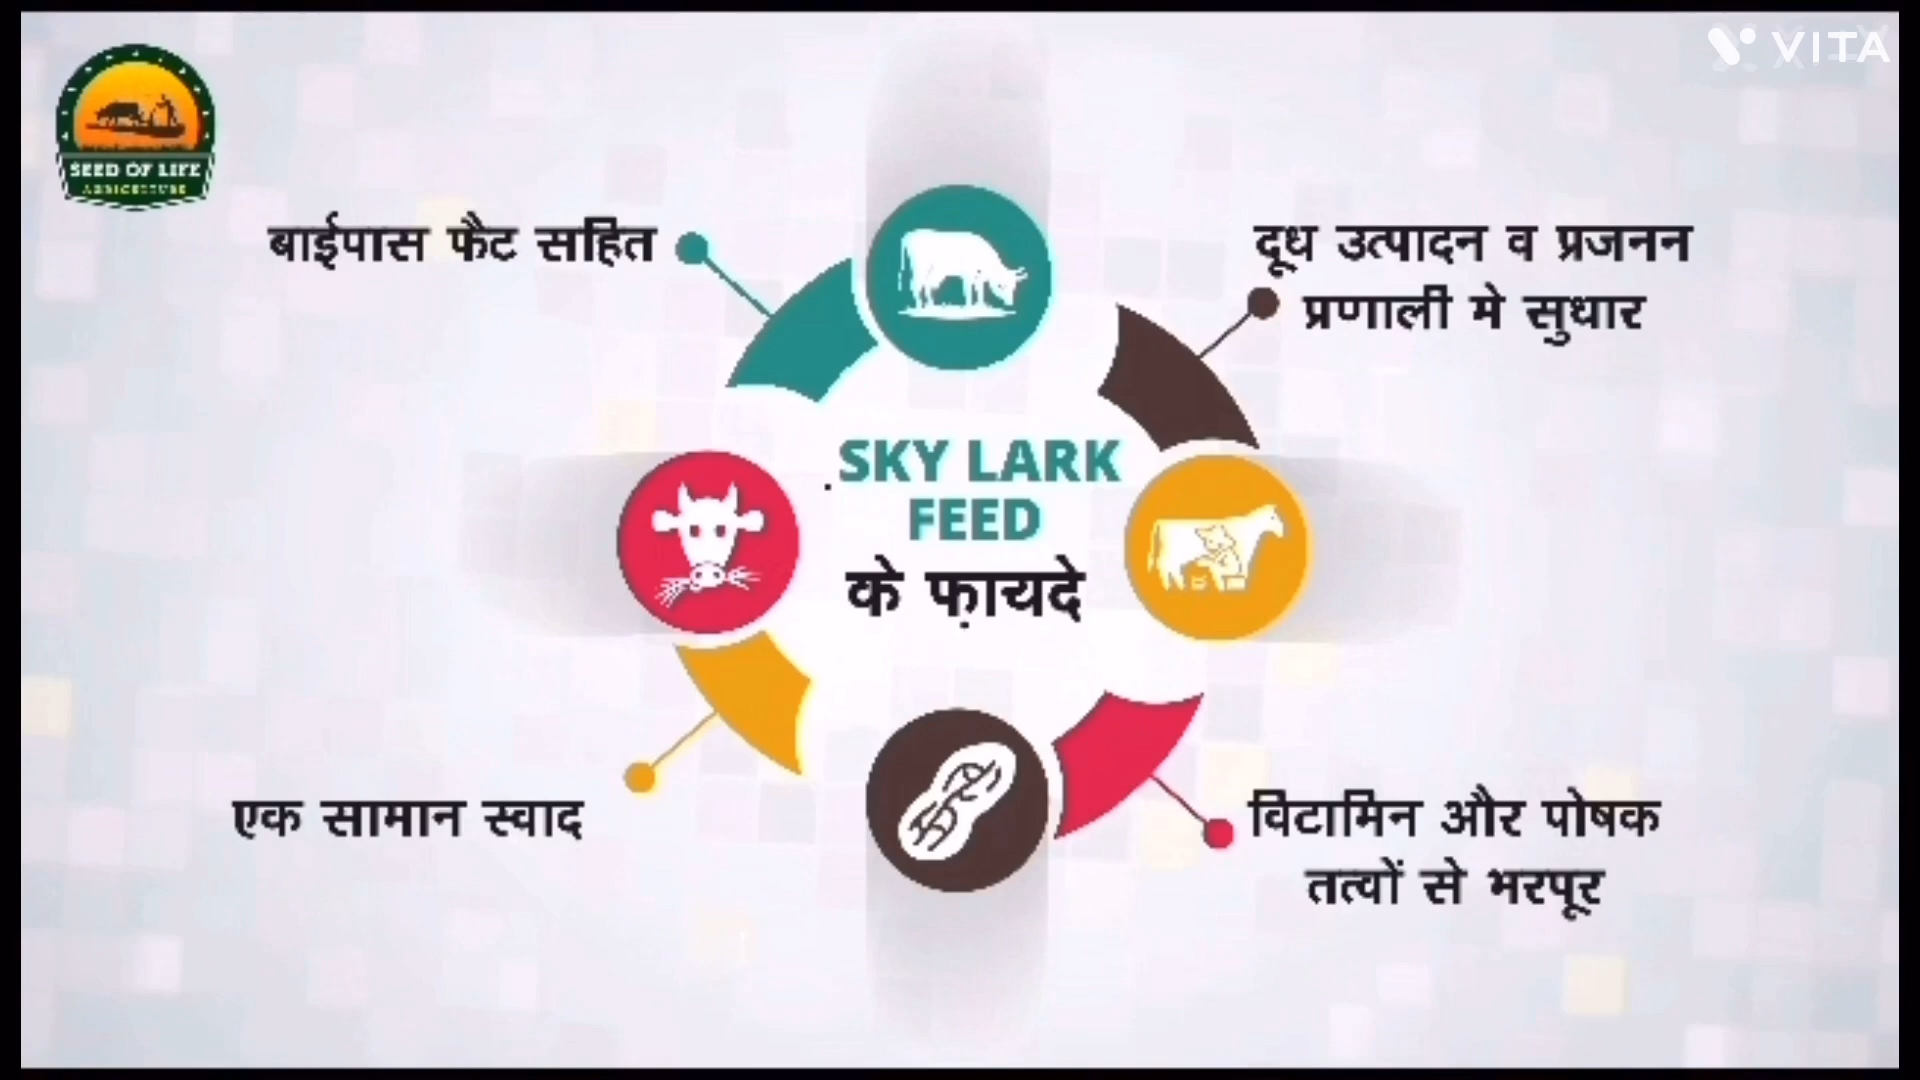 VITA
SEED OF LIFE
AGRICULTURE
बाईपास फैट सहित
दूध उत्पादन व प्रजनन
प्रणाली मे सुधार
SKY LARK
FEED
के फ़ायदे
एक सामान स्वाद
विटामिन और पोषक
तत्वों से भरपूर